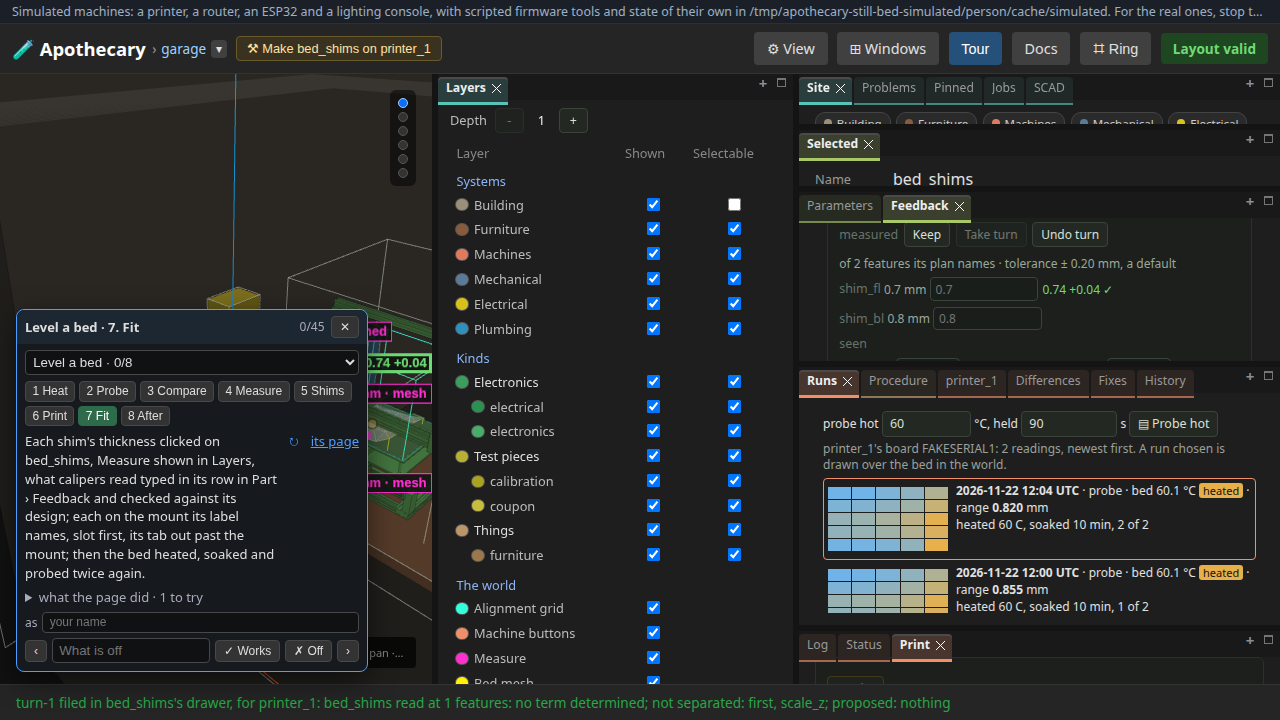 Simulated machines: a printer, a router, an ESP32 and a lighting console, with scripted firmware tools and state of their own in /tmp/apothecary-still-bed-simulated/person/cache/simulated. For the real ones, stop t...
Apothecary › garage ▾ ⚒ Make bed_shims on printer_1 ⚙ View ⊞ Windows Tour Docs ⌗ Ring Layout valid
Layers
Depth - 1 +
Layer Shown Selectable
Systems
Building
Furniture
Machines
Mechanical
Electrical
Plumbing
Kinds
Electronics
electrical
electronics
Test pieces
calibration
coupon
Things
furniture
The world
Alignment grid
Machine buttons
Measure
Bed mesh
0.74 +0.04
m · mesh
m · mesh
pan ·...
Level a bed · 7. Fit 0/45 ✕
Level a bed · 0/8
1 Heat 2 Probe 3 Compare 4 Measure 5 Shims
6 Print 7 Fit 8 After
Each shim's thickness clicked on ↻ its page
bed_shims, Measure shown in Layers,
what calipers read typed in its row in Part
› Feedback and checked against its
design; each on the mount its label
names, slot first, its tab out past the
mount; then the bed heated, soaked and
probed twice again.
▶ what the page did · 1 to try
as your name
‹ What is off ✓ Works ✗ Off ›
Site Problems Pinned Jobs SCAD
Building Furniture Machines Mechanical Electrical
Selected
Name bed_shims
Parameters Feedback
measured Keep Take turn Undo turn
of 2 features its plan names · tolerance ± 0.20 mm, a default
shim_fl 0.7 mm 0.7 0.74 +0.04 ✓
shim_bl 0.8 mm 0.8
seen
Runs Procedure printer_1 Differences Fixes History
probe hot 60 °C, held 90 s ▤ Probe hot
printer_1's board FAKESERIAL1: 2 readings, newest first. A run chosen is
drawn over the bed in the world.
2026-11-22 12:04 UTC · probe · bed 60.1 °C heated ·
range 0.820 mm
heated 60 C, soaked 10 min, 2 of 2
2026-11-22 12:00 UTC · probe · bed 60.1 °C heated ·
range 0.855 mm
heated 60 C, soaked 10 min, 1 of 2
Log Status Print
turn-1 filed in bed_shims's drawer, for printer_1: bed_shims read at 1 features: no term determined; not separated: first, scale_z; proposed: nothing